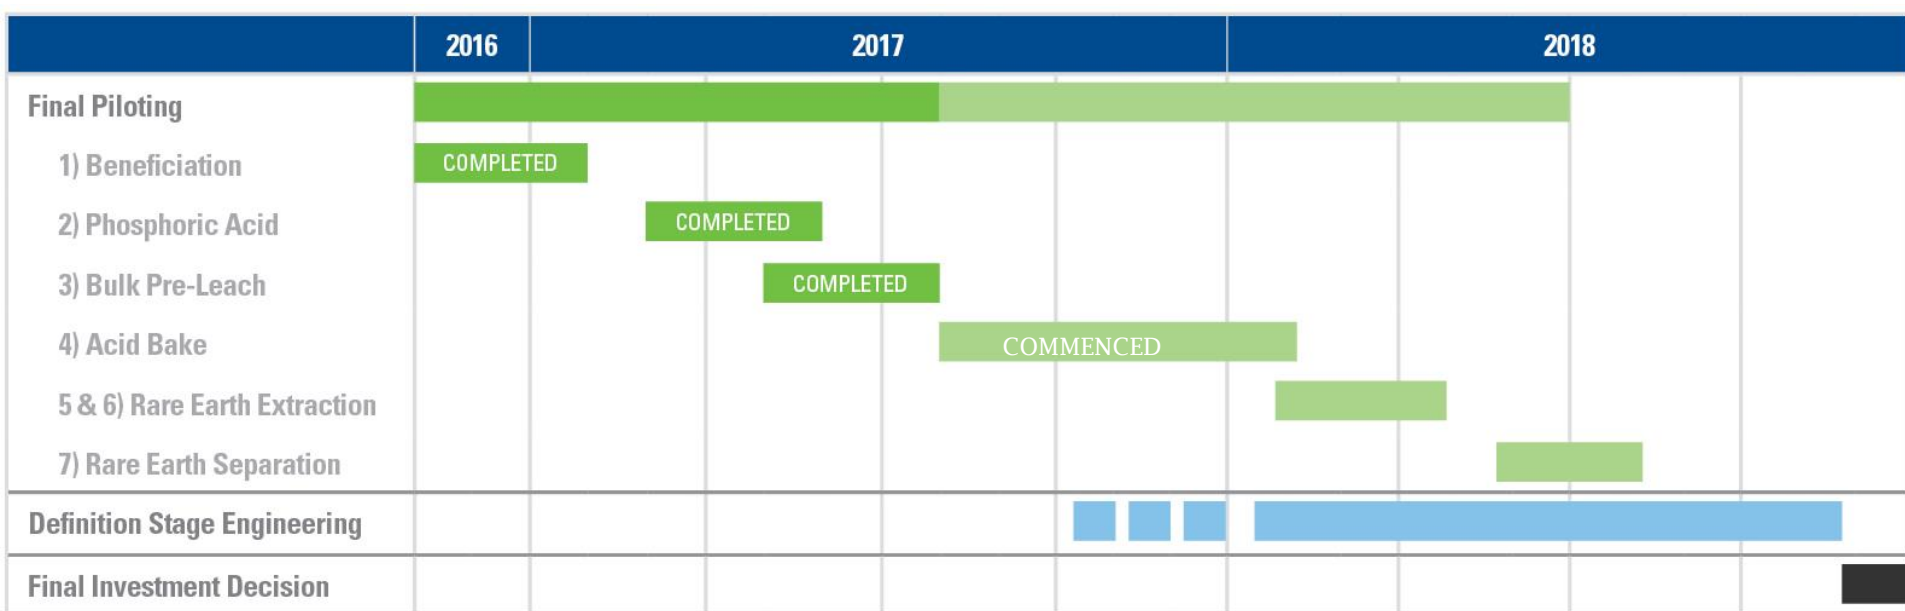 2016 2017 2018
Final Piloting
1) Beneficiation COMPLETED
2) Phosphoric Acid COMPLETED
3) Bulk Pre-Leach COMPLETED
4) Acid Bake COMMENCED
5 & 6) Rare Earth Extraction
7) Rare Earth Separation
Definition Stage Engineering
Final Investment Decision